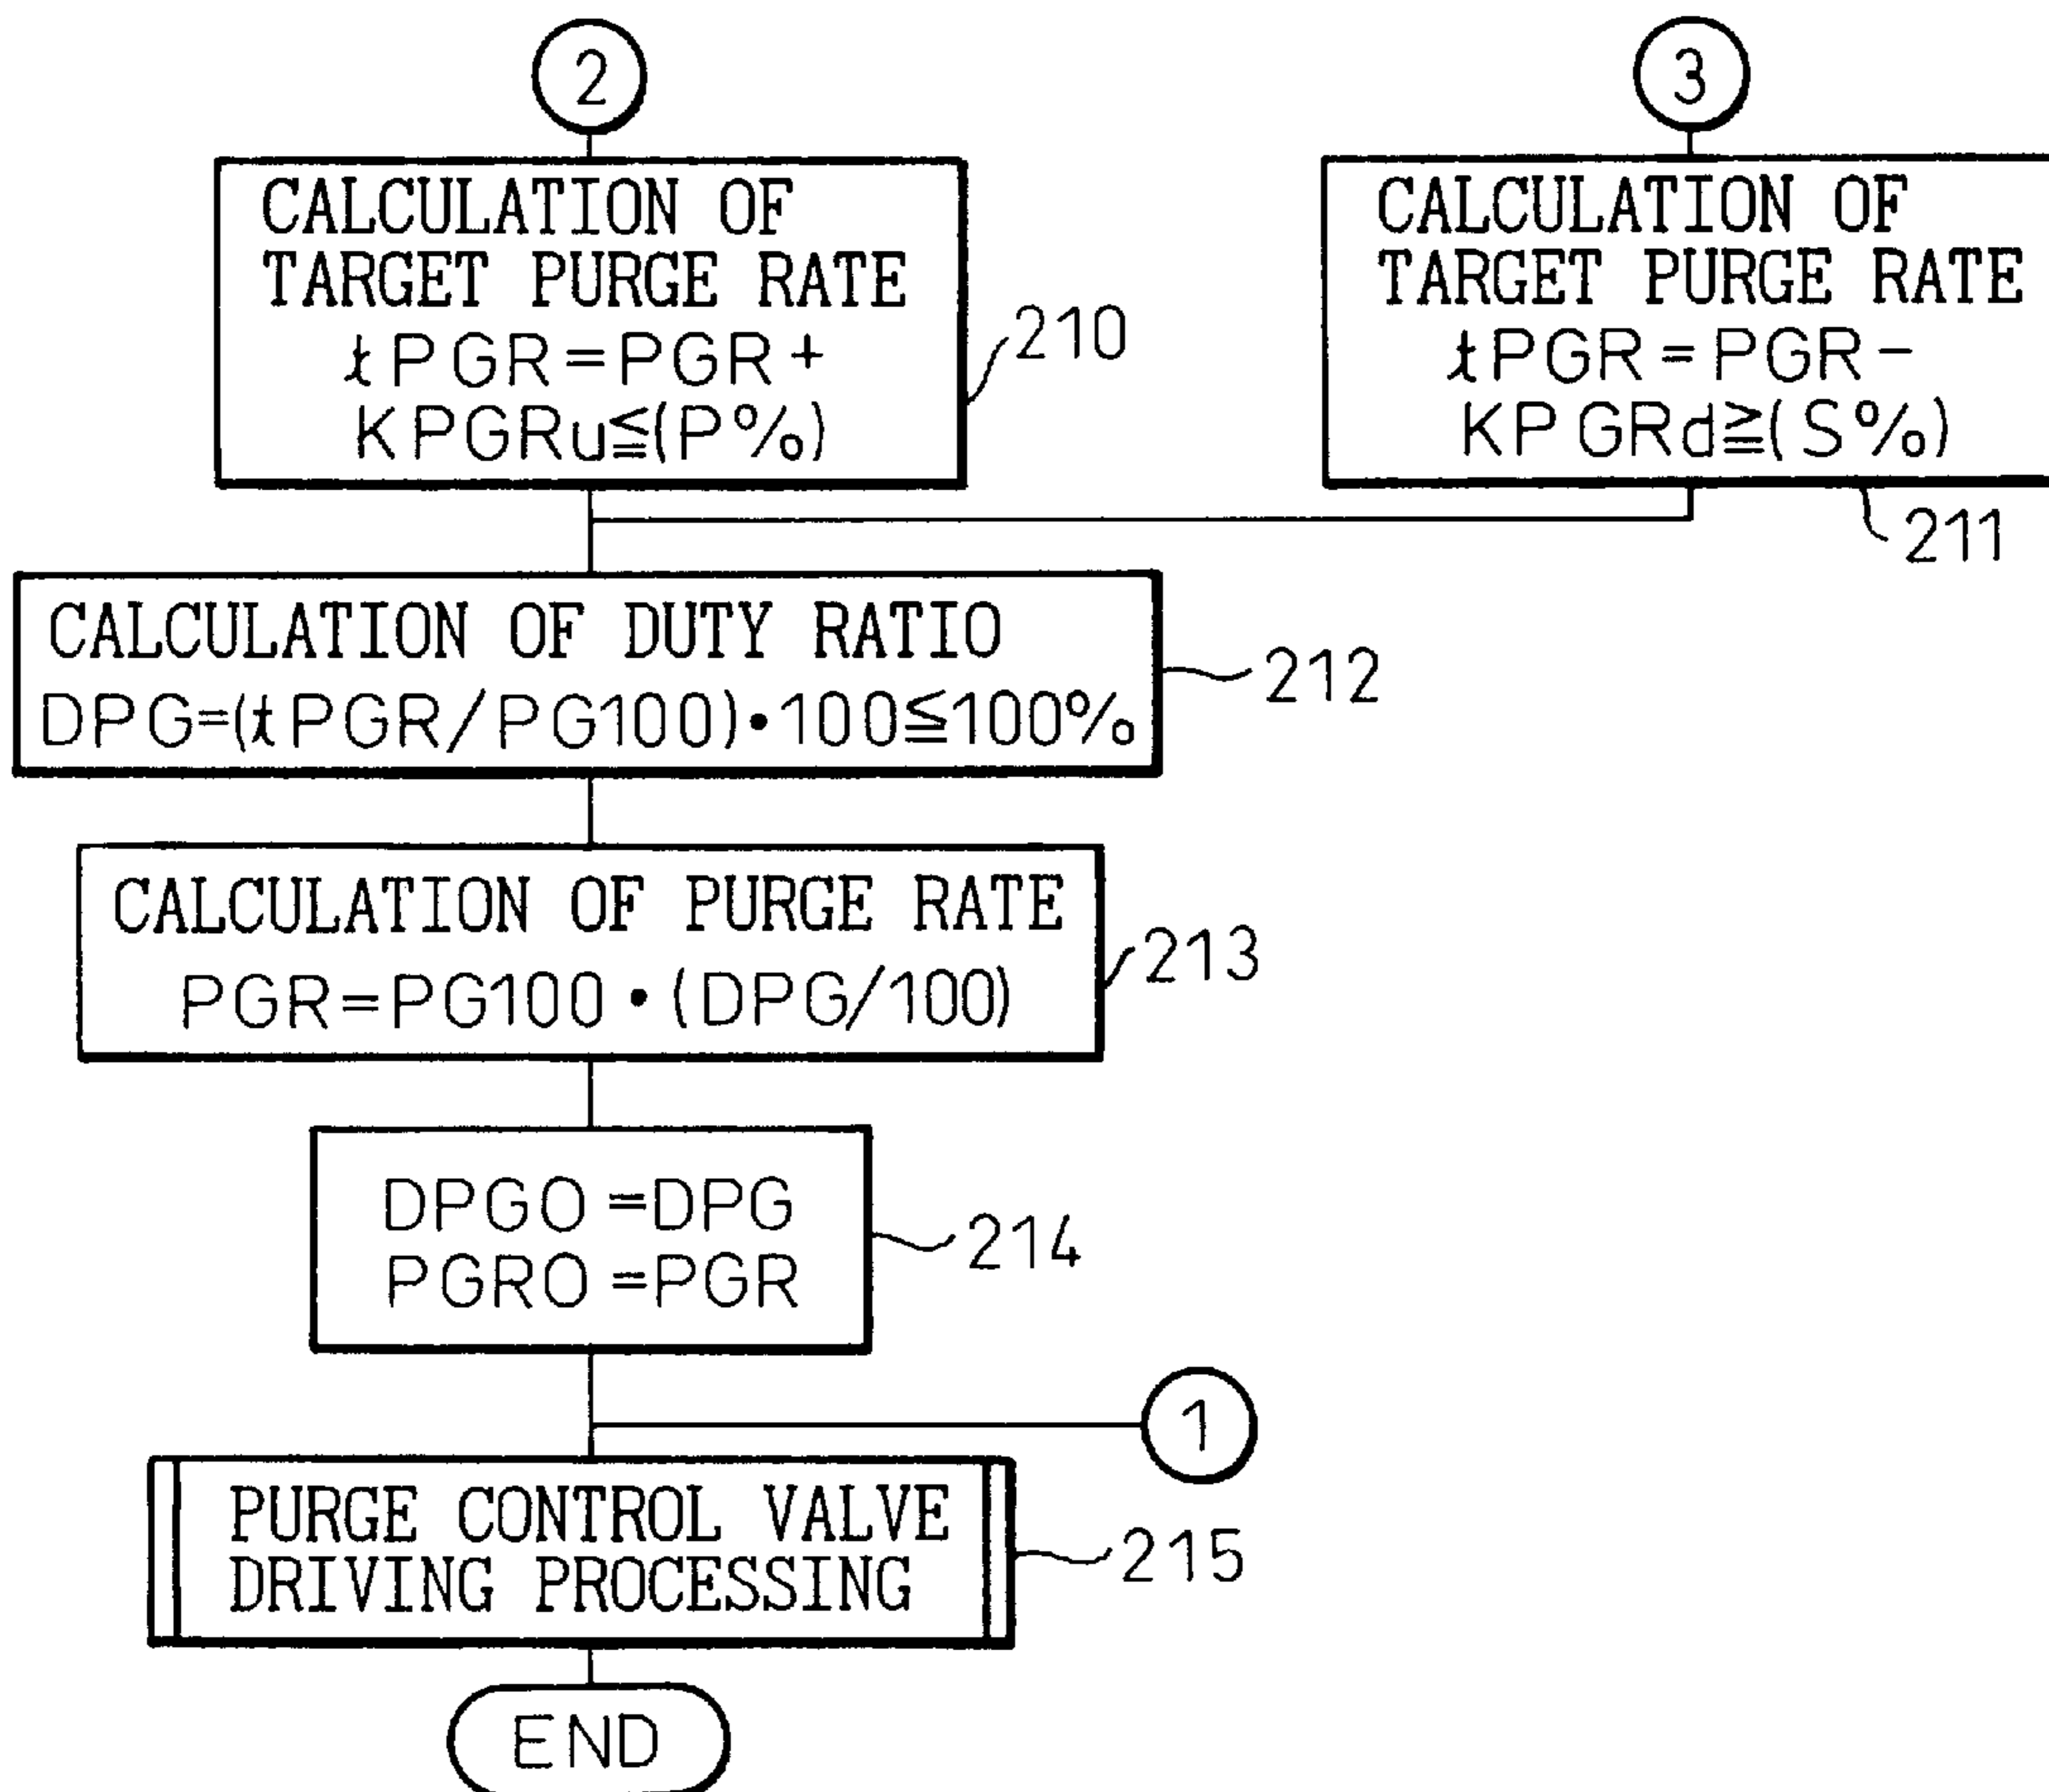 2
CALCULATION OF
TARGET PURGE RATE
tPGR=PGR+
KPGRu≦(P%)
210
3
CALCULATION OF
TARGET PURGE RATE
tPGR=PGR-
KPGRd≧(S%)
211
CALCULATION OF DUTY RATIO
DPG=(tPGR/PG100)•100≦100%
212
CALCULATION OF PURGE RATE
PGR=PG100•(DPG/100)
213
DPGO=DPG
PGRO=PGR
214
1
PURGE CONTROL VALVE
DRIVING PROCESSING
215
END